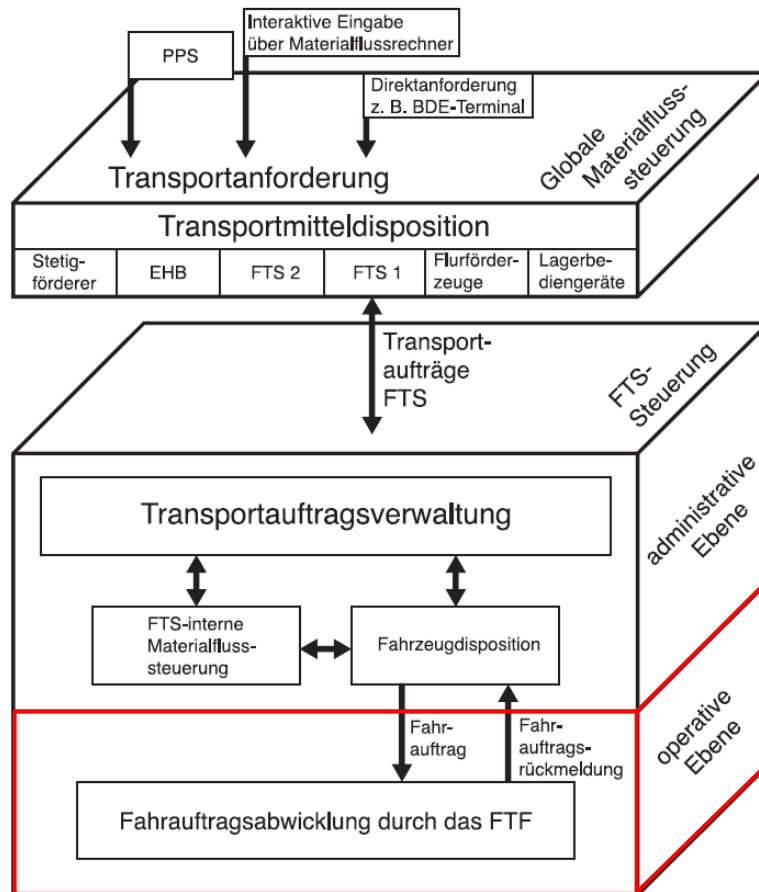 PPS
Interaktive Eingabe
über Materialflussrechner
Direktanforderung
z. B. BDE-Terminal
Globale
Materialfluss-
steuerung
Transportanforderung
Transportmitteldisposition
Stetig-
förderer
EHB
FTS 2
FTS 1
Flurförder-
zeuge
Lagerbe-
diengeräte
Transport-
aufträge
FTS
FTS-
Steuerung
Transportauftragsverwaltung
administrative
Ebene
FTS-interne
Materialfluss-
steuerung
Fahrzeugdisposition
Fahr-
auftrag
Fahr-
auftrags-
rückmeldung
operative
Ebene
Fahrauftragsabwicklung durch das FTF